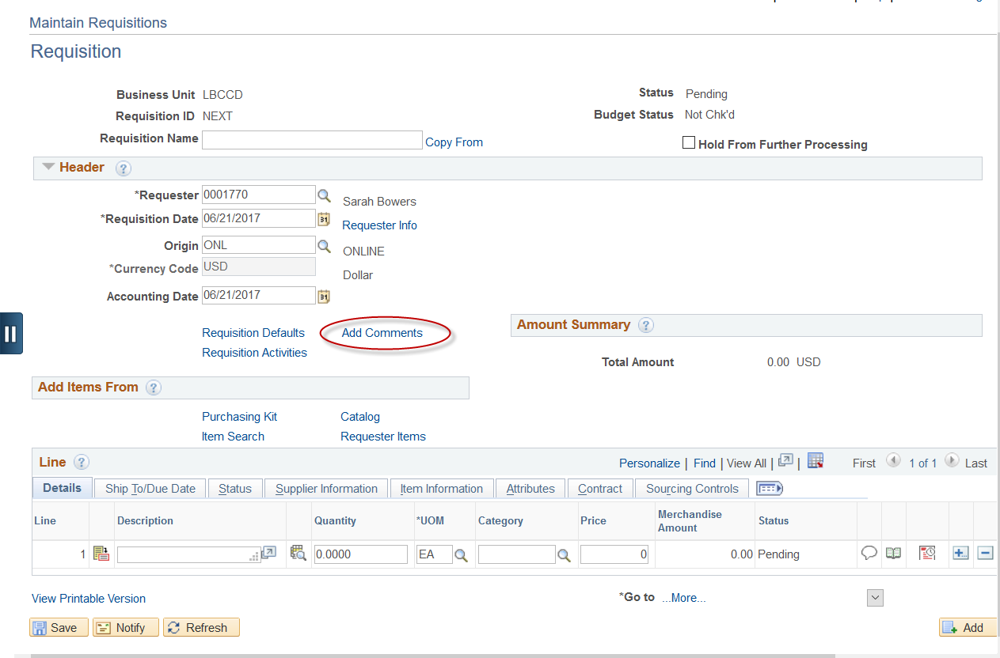 Maintain Requisitions
Requisition
Business Unit LBCCD Status Pending
Requisition ID NEXT Budget Status Not Chk'd
Requisition Name Copy From Hold From Further Processing
Header ?
*Requester 0001770 Sarah Bowers
*Requisition Date 06/21/2017 31 Requester Info
Origin ONL ONLINE
*Currency Code USD Dollar
Accounting Date 06/21/2017 31
Requisition Defaults Add Comments
Requisition Activities
Amount Summary ?
Total Amount 0.00 USD
Add Items From ?
Purchasing Kit Catalog
Item Search Requester Items
Line ? Personalize | Find | View All | | First 1 of 1 Last
Details Ship To/Due Date Status Supplier Information Item Information Attributes Contract Sourcing Controls
Line Description Quantity *UOM Category Price Merchandise Amount Status
1 0.0000 EA 0 0.00 Pending
View Printable Version *Go to ...More...
Save Notify Refresh Add